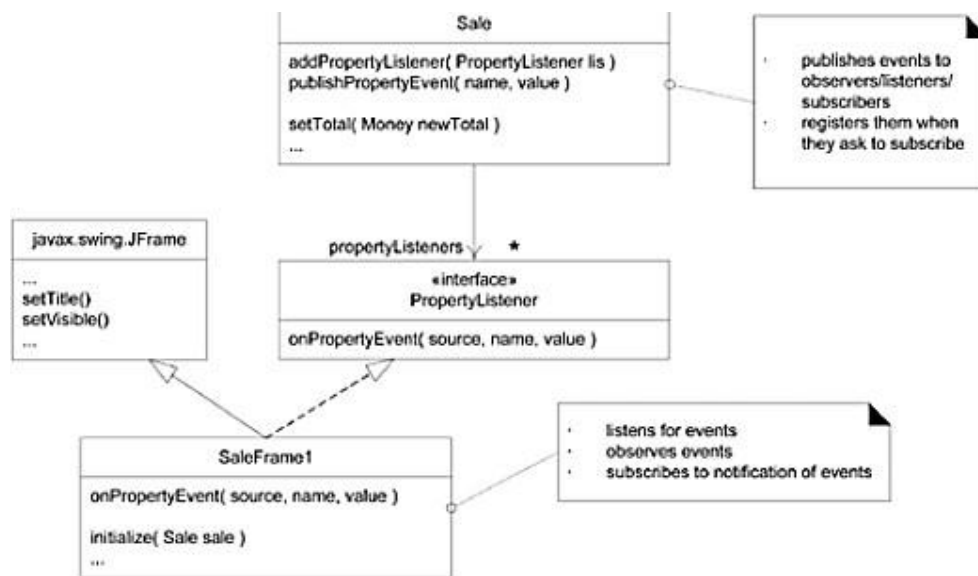 Sale
addPropertyListener( PropertyListener lis )
publishPropertyEvent( name, value )
setTotal( Money newTotal )
...
· publishes events to
observers/listeners/
subscribers
· registers them when
they ask to subscribe
javax.swing.JFrame
...
setTitle()
setVisible()
...
propertyListeners *
«interface»
PropertyListener
onPropertyEvent( source, name, value )
SaleFrame1
onPropertyEvent( source, name, value )
initialize( Sale sale )
...
· listens for events
· observes events
· subscribes to notification of events